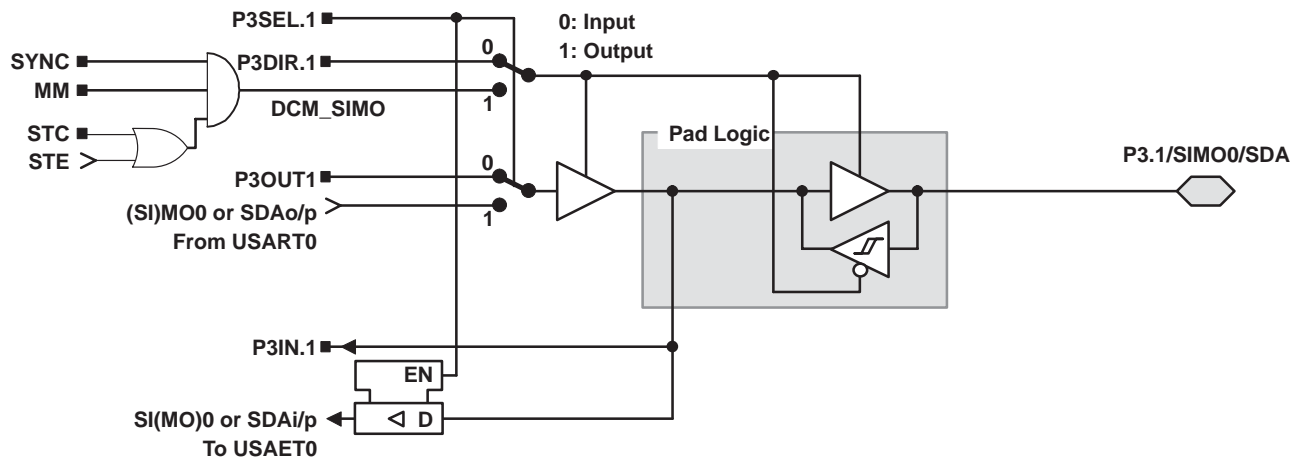 P3SEL.1
0: Input
1: Output
SYNC
P3DIR.1
0
MM
1
DCM_SIMO
STC
STE
Pad Logic
P3.1/SIMO0/SDA
0
P3OUT1
(SI)MO0 or SDAo/p
1
From USART0
P3IN.1
EN
SI(MO)0 or SDAi/p
D
To USAET0